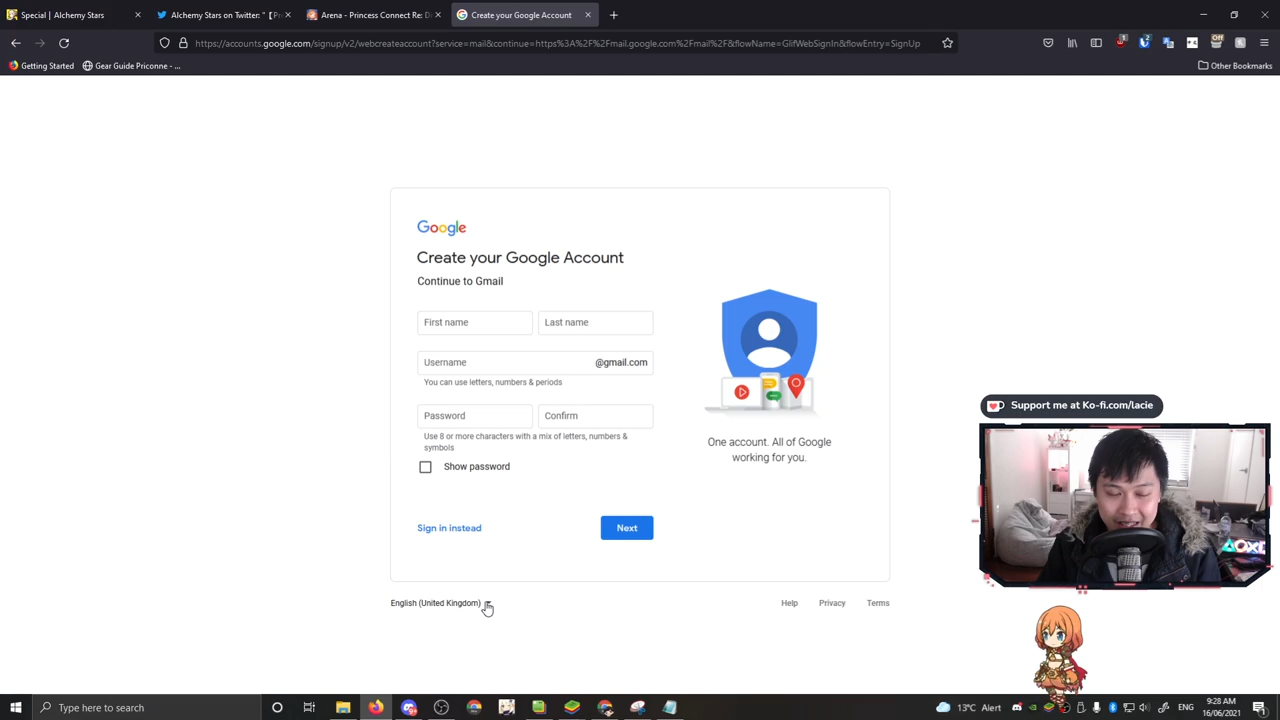 Special | Alchemy Stars
Alchemy Stars on Twitter: "【Pr
Arena - Princess Connect Re: D
Create your Google Account
https://accounts.google.com/signup/v2/webcreateaccount?service=mail&continue=https%3A%2F%2Fmail.google.com%2Fmail%2F&flowName=GlifWebSignIn&flowEntry=SignUp
Off
Getting Started
Gear Guide Priconne - ...
Other Bookmarks
Google
Create your Google Account
Continue to Gmail
First name
Last name
Username
@gmail.com
You can use letters, numbers & periods
Password
Confirm
Use 8 or more characters with a mix of letters, numbers &
symbols
Show password
One account. All of Google
working for you.
Sign in instead
Next
English (United Kingdom)
Help
Privacy
Terms
Support me at Ko-fi.com/lacie
Type here to search
13°C Alert
ENG
9:28 AM
16/06/2021